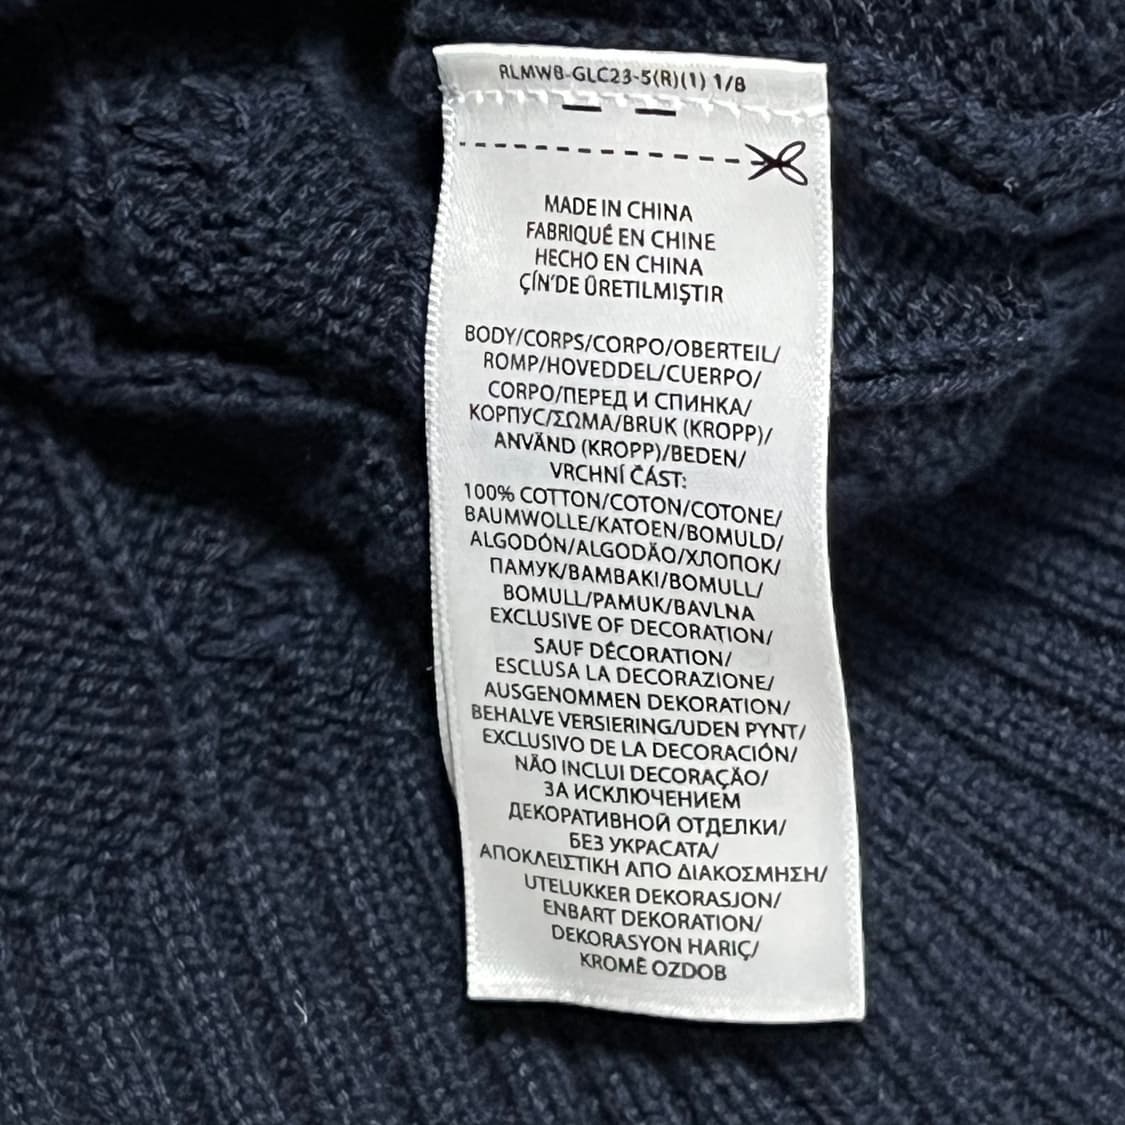 RLMWB-GLC23-5(R)(1) 1/8
MADE IN CHINA
FABRIQUÉ EN CHINE
HECHO EN CHINA
ÇİN'DE ÜRETILMIŞTIR
BODY/CORPS/CORPO/OBERTEIL/
ROMP/HOVEDDEL/CUERPO/
CORPO/ПЕРЕД И СПИНКА/
КОРПУС/ΣΩΜΑ/BRUK (KROPP)/
ANVÄND (KROPP)/BEDEN/
VRCHNÍ ČÁST:
100% COTTON/COTON/COTONE/
BAUMWOLLE/KATOEN/BOMULD/
ALGODÓN/ALGODÃO/ХЛОПОК/
ПАМУК/ΒΑΜΒΑΚΙ/BOMULL/
BOMULL/PAMUK/BAVLNA
EXCLUSIVE OF DECORATION/
SAUF DÉCORATION/
ESCLUSA LA DECORAZIONE/
AUSGENOMMEN DEKORATION/
BEHALVE VERSIERING/UDEN PYNT/
EXCLUSIVO DE LA DECORACIÓN/
NÃO INCLUI DECORAÇÃO/
ЗА ИСКЛЮЧЕНИЕМ
ДЕКОРАТИВНОЙ ОТДЕЛКИ/
БЕЗ УКРАСАТА/
ΑΠΟΚΛΕΙΣΤΙΚΗ ΑΠΟ ΔΙΑΚΟΣΜΗΣΗ/
UTELUKKER DEKORASJON/
ENBART DEKORATION/
DEKORASYON HARIÇ/
KROMĚ OZDOB